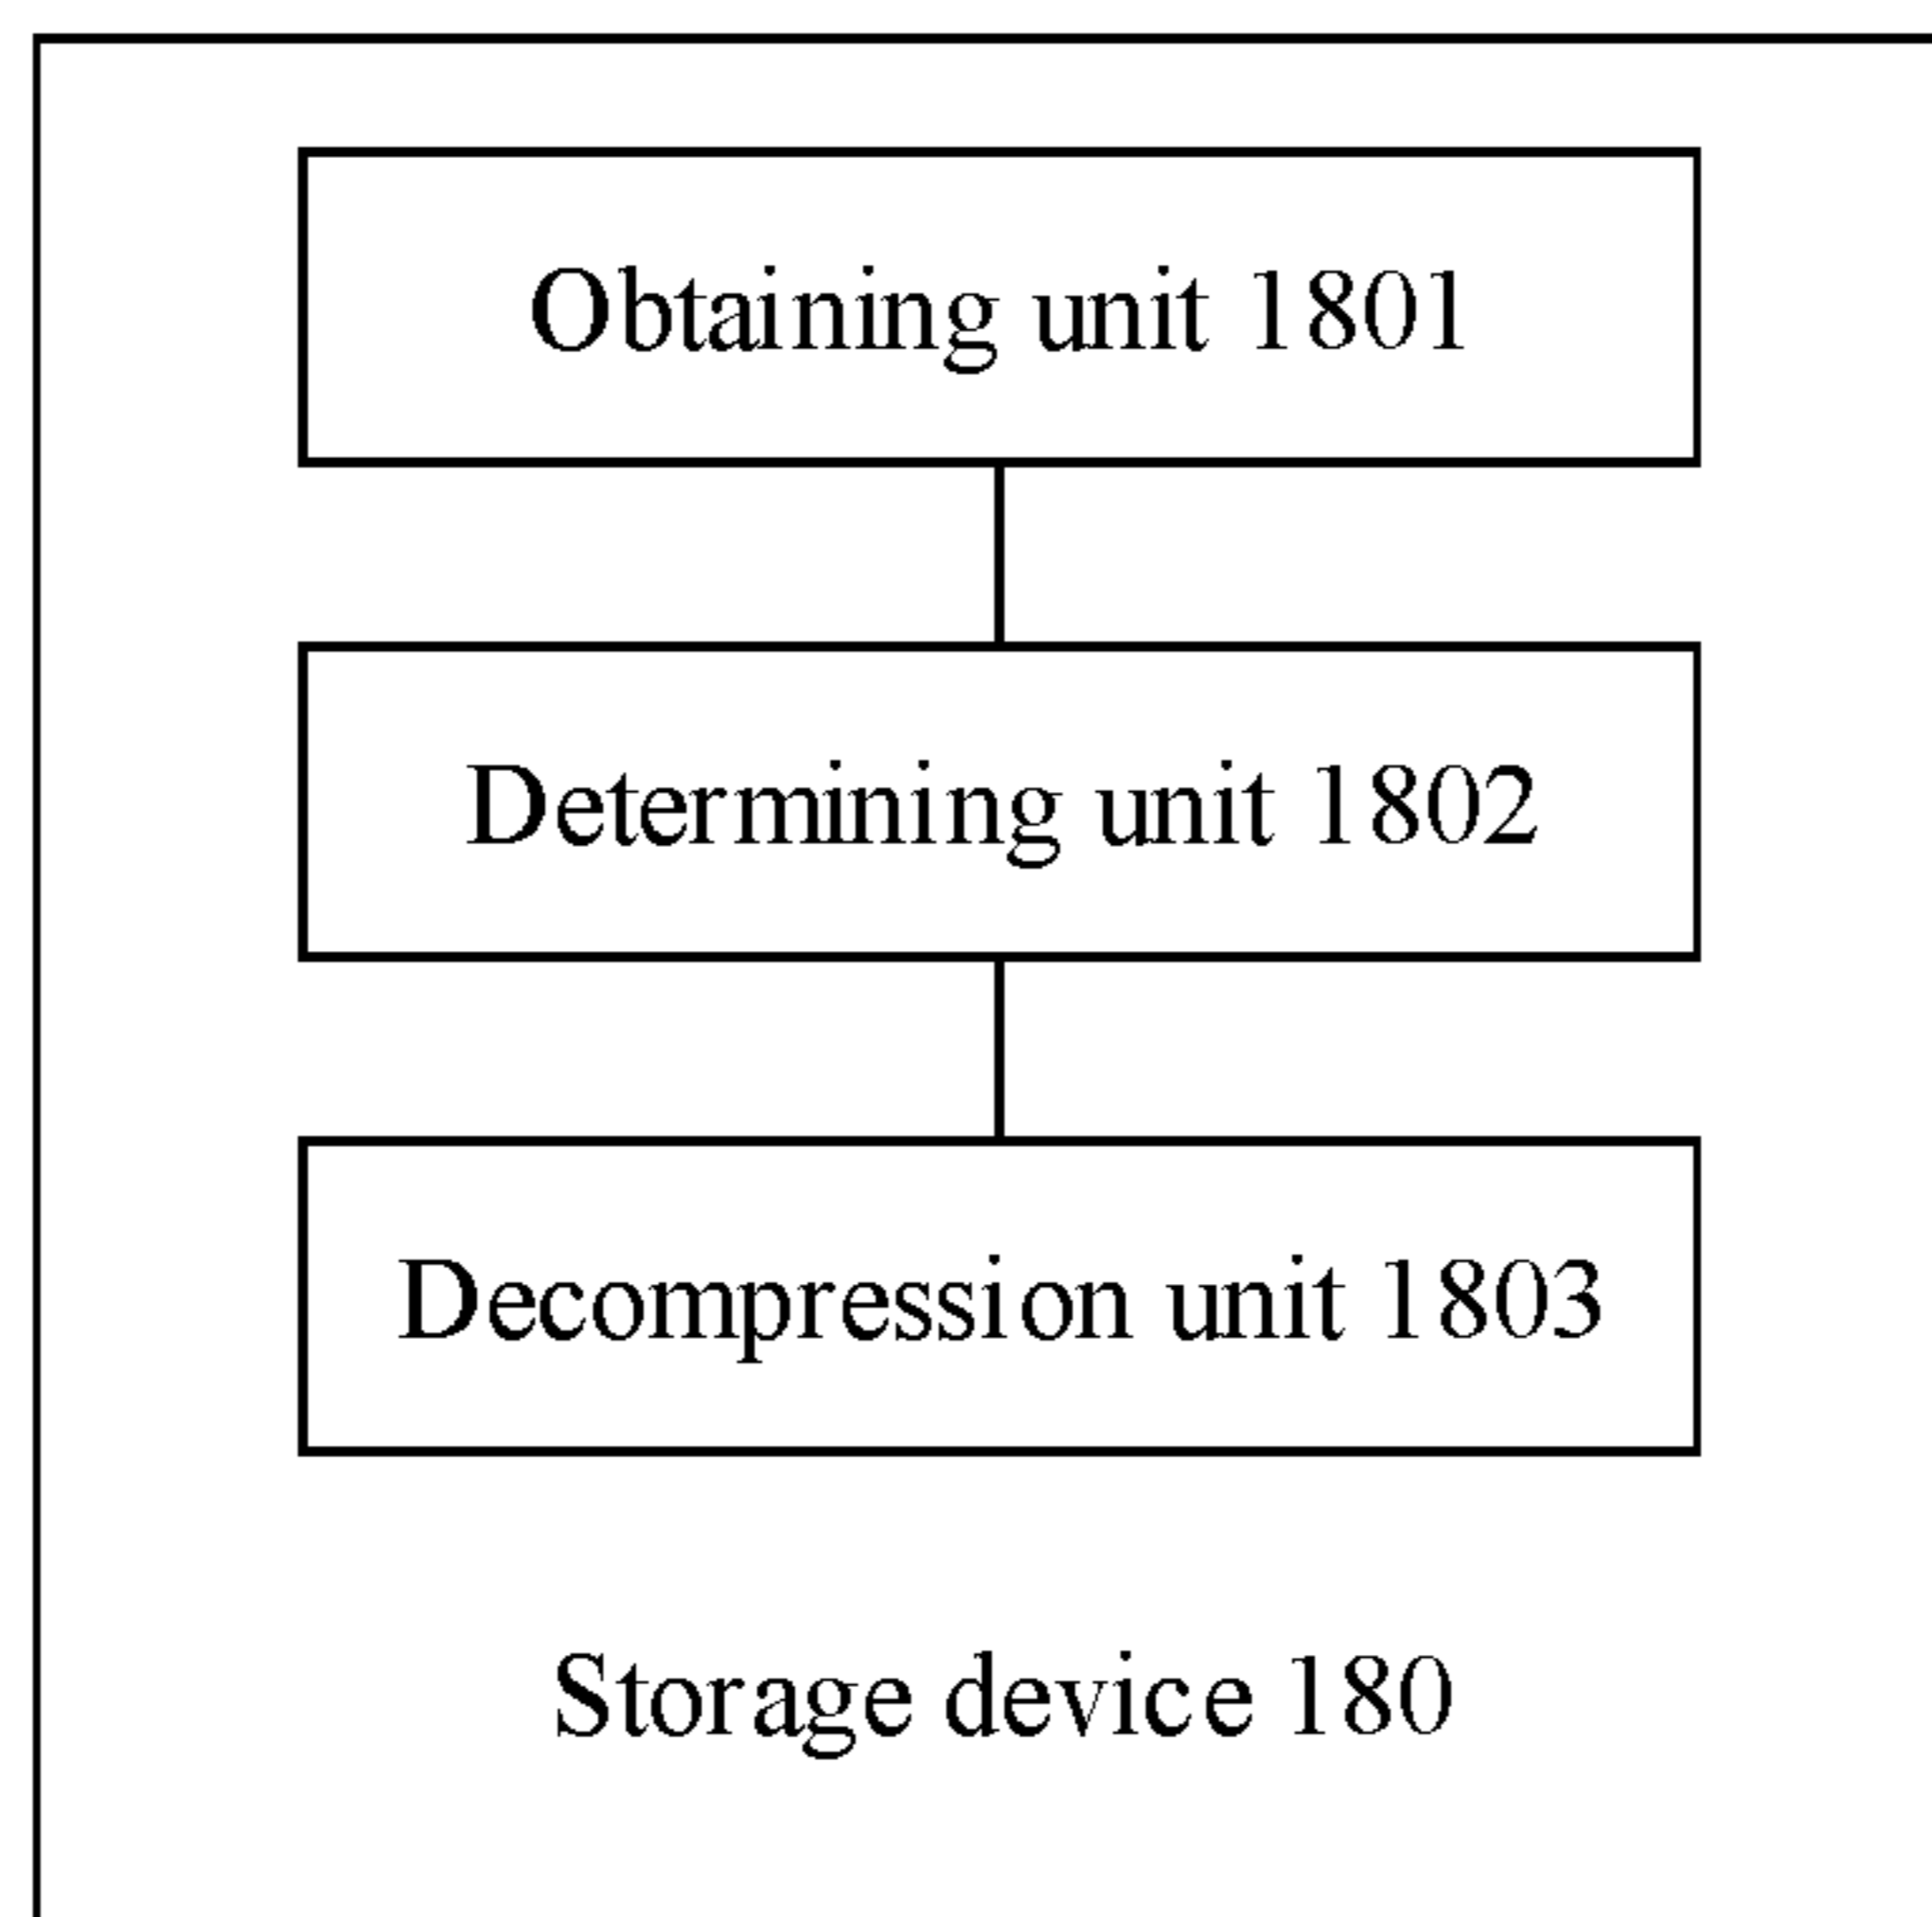 Obtaining unit 1801
Determining unit 1802
Decompression unit 1803
Storage device 180